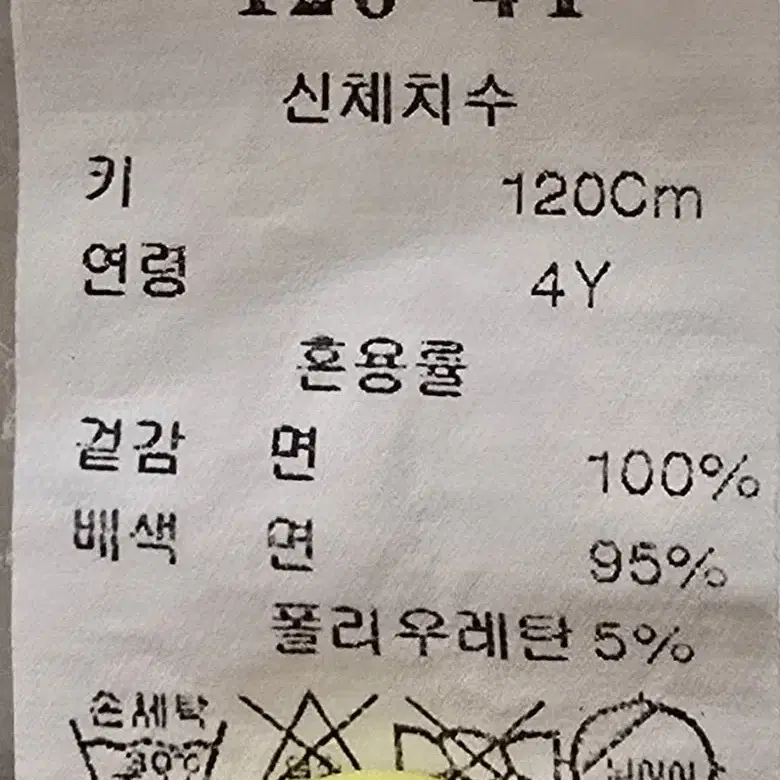 신체치수
키 120Cm
연령 4Y
혼용률
겉감 면 100%
배색 면 95%
폴리우레탄 5%
손세탁
30℃